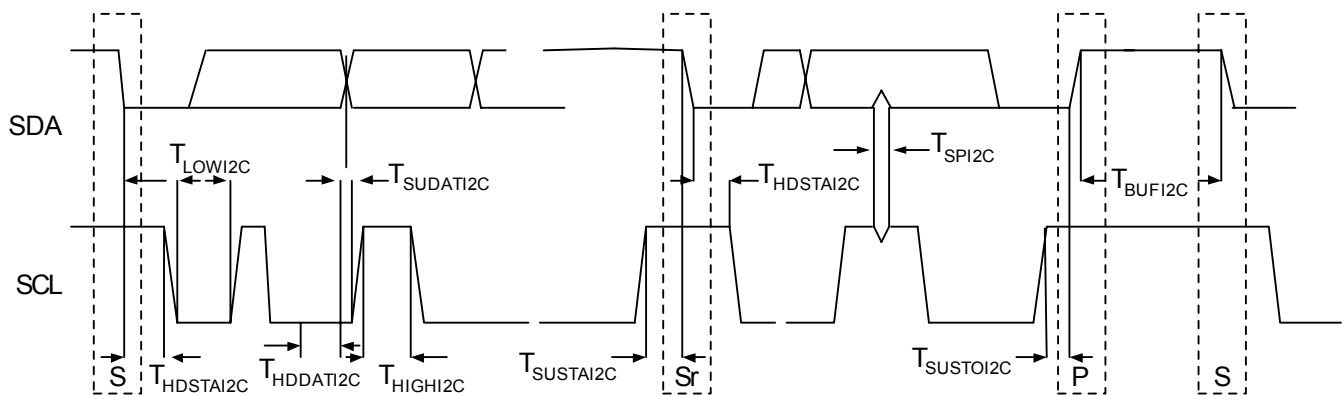 SDA
T_LOWI2C
T_SUDATI2C
T_HDSTAI2C
T_SPI2C
T_BUFI2C
SCL
S
T_HDSTAI2C
T_HDDATI2C
T_HIGHI2C
T_SUSTAI2C
Sr
T_SUSTOI2C
P
S